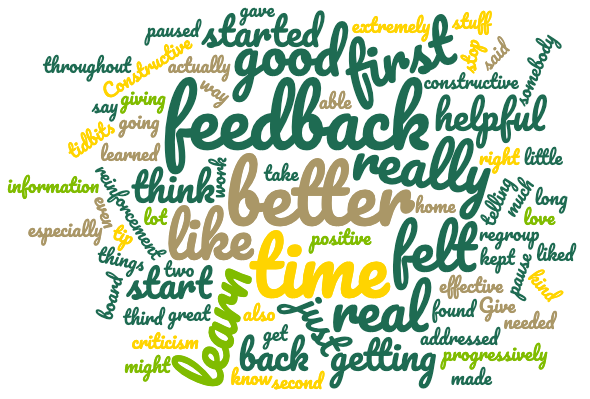 gave
paused
started
extremely
stuff
throughout
Constructive
actually
good
first
stop
said
somebody
way
constructive
say
giving
able
feedback
helpful
tidbits
going
learned
really
right
little
information
reinforcement
think
work
take
better
home
telling
much
long
even
lot
love
especially
tip
like
positive
felt
regroup
things
time
kept
pause
liked
board
start
two
learn
effective
kind
third
great
also
just
real
found
Give
needed
criticism
get
addressed
might
back
getting
progressively
know
second
made